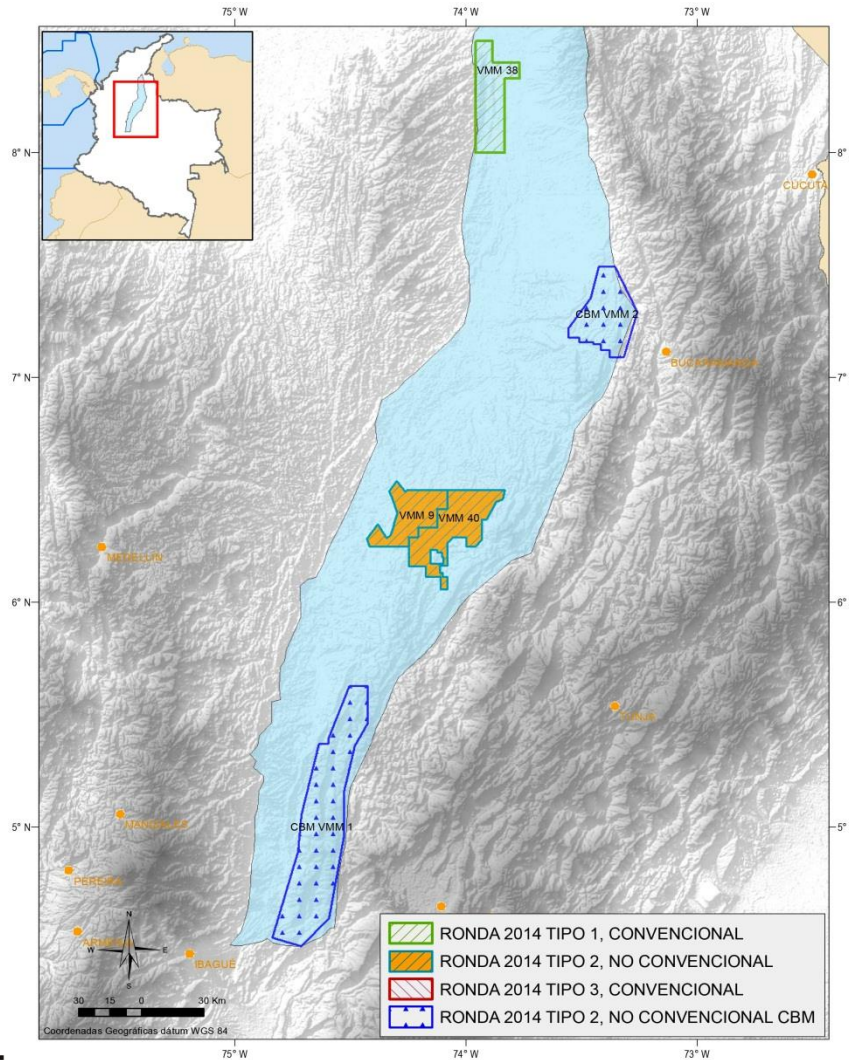 75°W
74°W
73°W
VMM 38
8°
8°
CUCUTA
CBM VMM 2
7°
7°
BUCARAMANGA
VMM 9
VMM 40
MEDELLIN
6°
6°
TUNJA
CBM VMM 1
5°
5°
MANIZALES
PEREIRA
ARMENIA
IBAGUÉ
N
W
E
S
30 15 0 30 Km
Coordenadas Geográficas dátum WGS 84
RONDA 2014 TIPO 1, CONVENCIONAL
RONDA 2014 TIPO 2, NO CONVENCIONAL
RONDA 2014 TIPO 3, CONVENCIONAL
RONDA 2014 TIPO 2, NO CONVENCIONAL CBM
75°W
74°W
73°W